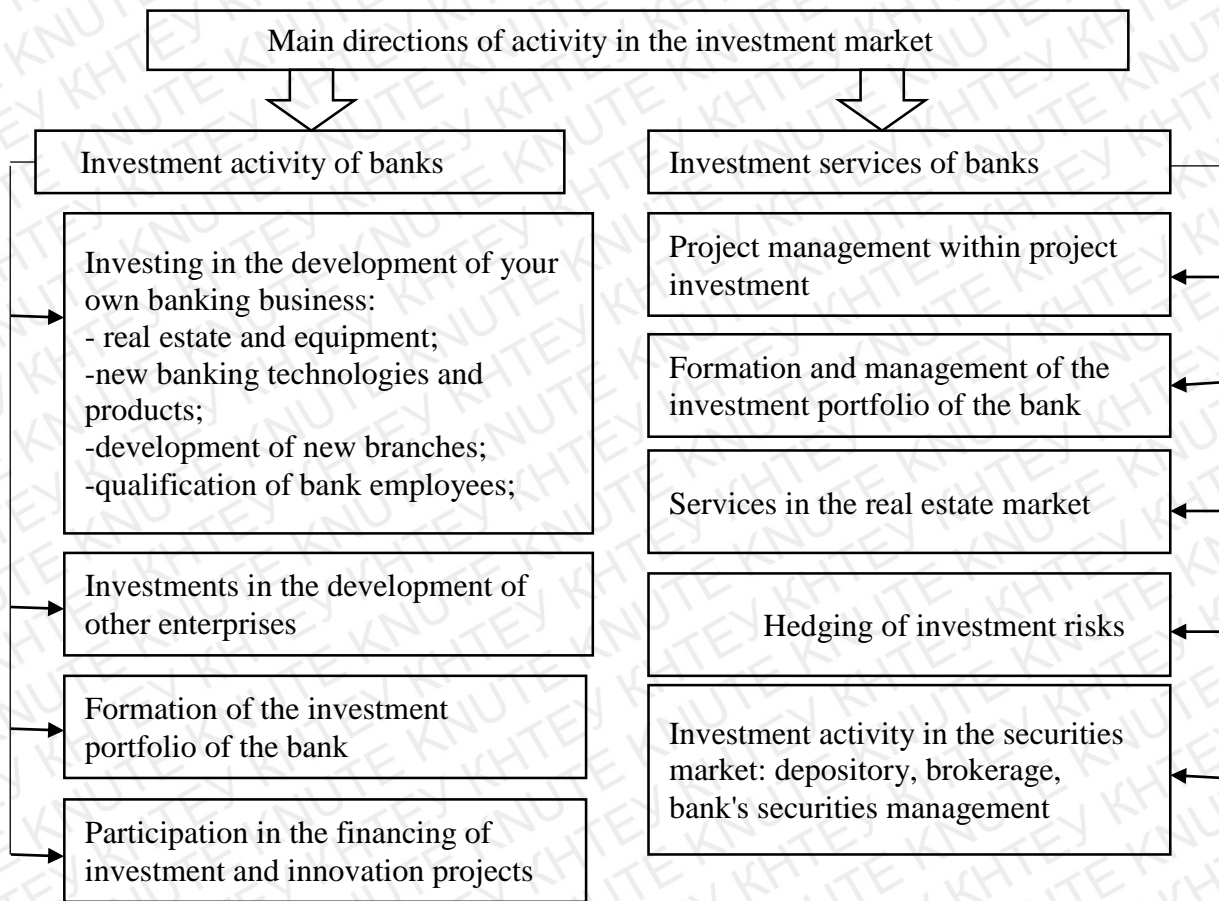 Main directions of activity in the investment market
Investment activity of banks
Investing in the development of your
own banking business:
- real estate and equipment;
-new banking technologies and
products;
-development of new branches;
-qualification of bank employees;
Investments in the development of
other enterprises
Formation of the investment
portfolio of the bank
Participation in the financing of
investment and innovation projects
Investment services of banks
Project management within project
investment
Formation and management of the
investment portfolio of the bank
Services in the real estate market
Hedging of investment risks
Investment activity in the securities
market: depository, brokerage,
bank's securities management